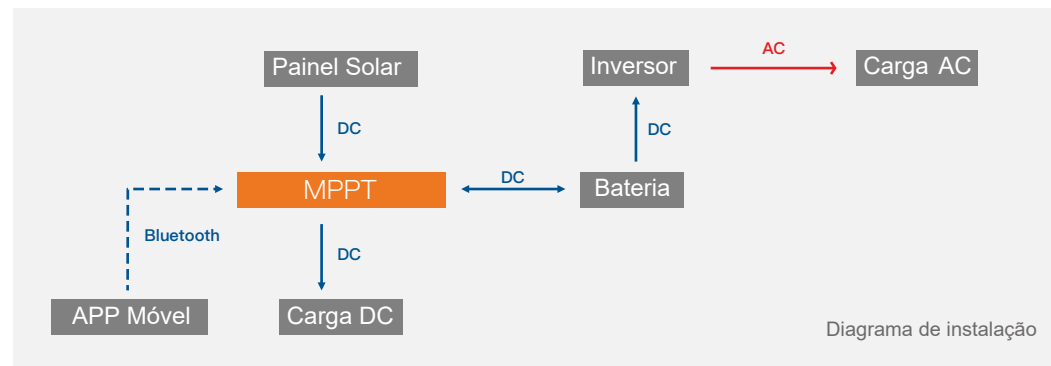 Painel Solar
Inversor
AC
Carga AC
DC
DC
MPPT
DC
Bateria
Bluetooth
DC
APP Móvel
Carga DC
Diagrama de instalação